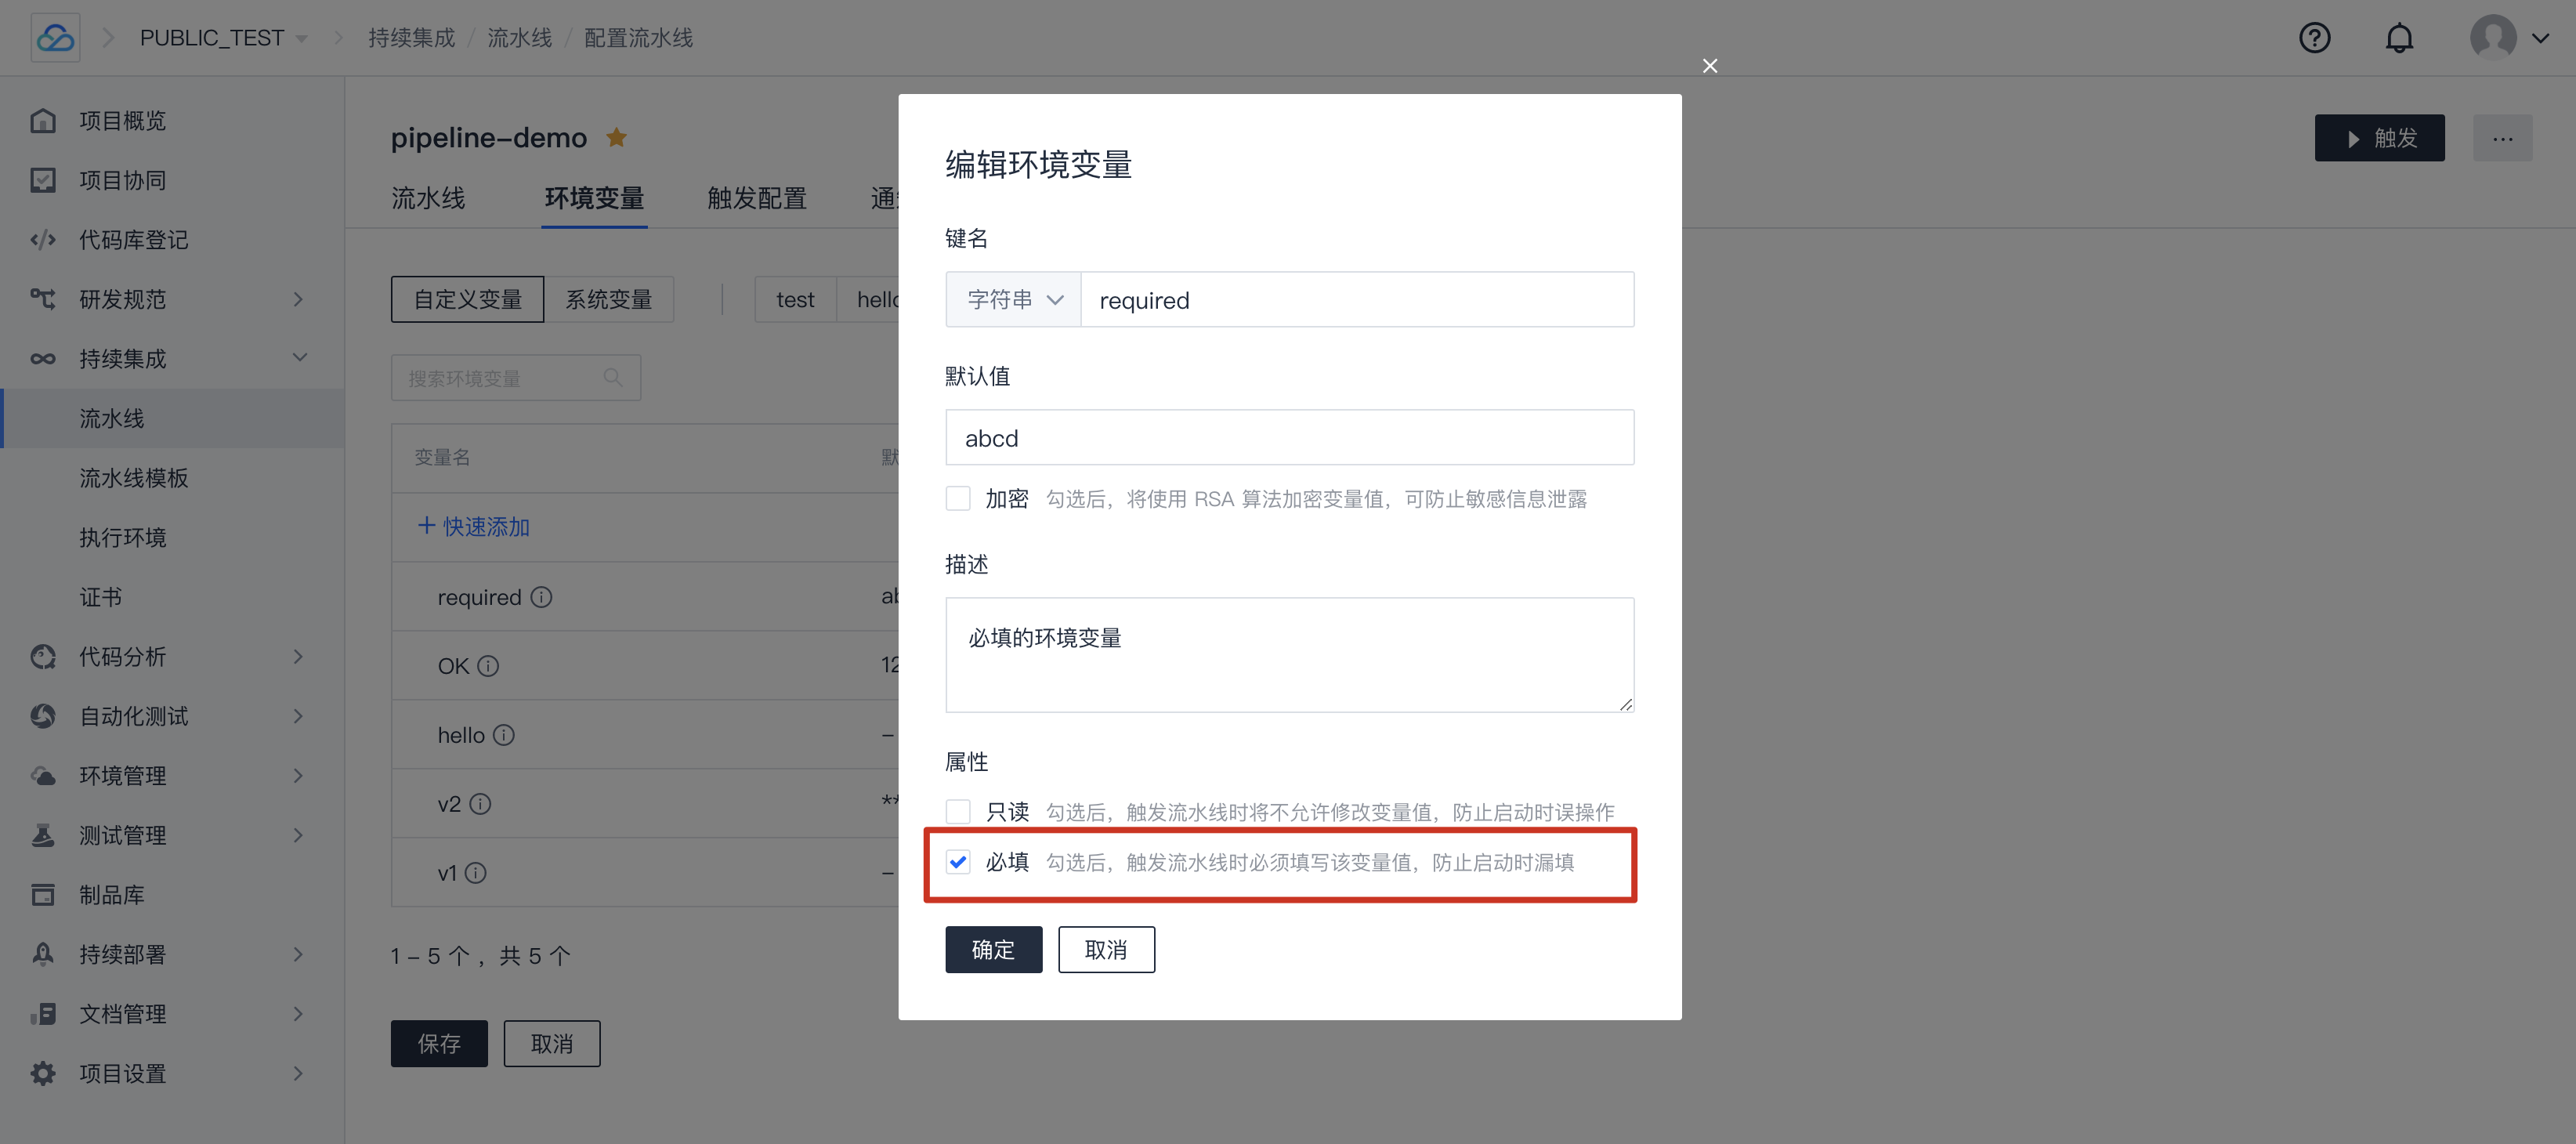 PUBLIC_TEST 持续集成 / 流水线 / 配置流水线
项目概览
项目协同
代码库登记
研发规范
持续集成
流水线
流水线模板
执行环境
证书
代码分析
自动化测试
环境管理
测试管理
制品库
持续部署
文档管理
项目设置
pipeline-demo
触发
...
流水线 环境变量 触发配置 通
自定义变量 系统变量 test hello
搜索环境变量
变量名 默
+ 快速添加
required ab
OK 12
hello -
v2 **
v1 -
1 - 5 个 ，共 5 个
保存 取消
编辑环境变量
键名
字符串 required
默认值
abcd
加密 勾选后，将使用 RSA 算法加密变量值，可防止敏感信息泄露
描述
必填的环境变量
属性
只读 勾选后，触发流水线时将不允许修改变量值，防止启动时误操作
必填 勾选后，触发流水线时必须填写该变量值，防止启动时漏填
确定 取消